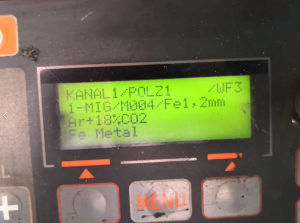 KANAL1/POLZ1 /WF3
1-MIG/M004/Fe1,2mm
Ar+18%CO2
Fe Metal
MENU